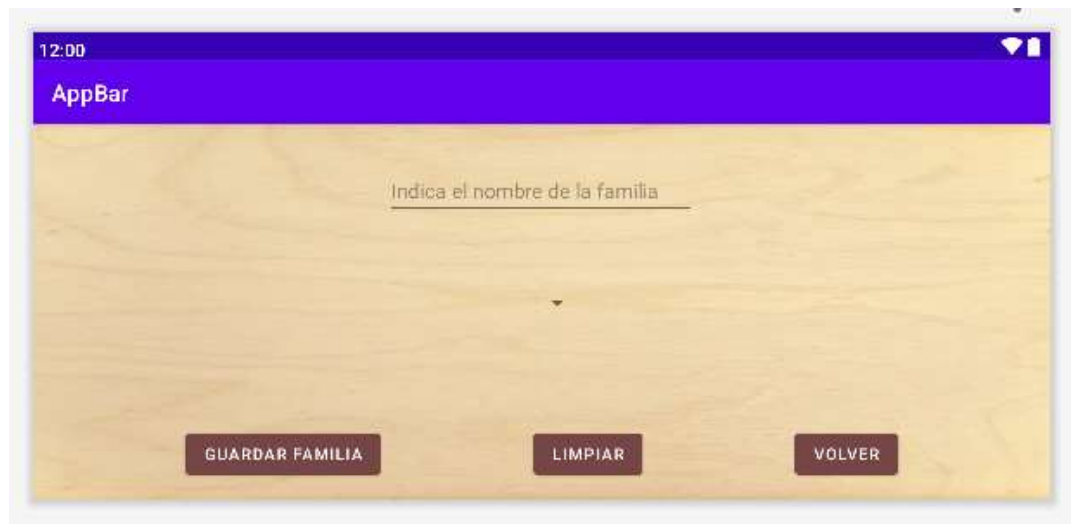 12:00
AppBar
Indica el nombre de la familia
GUARDAR FAMILIA
LIMPIAR
VOLVER